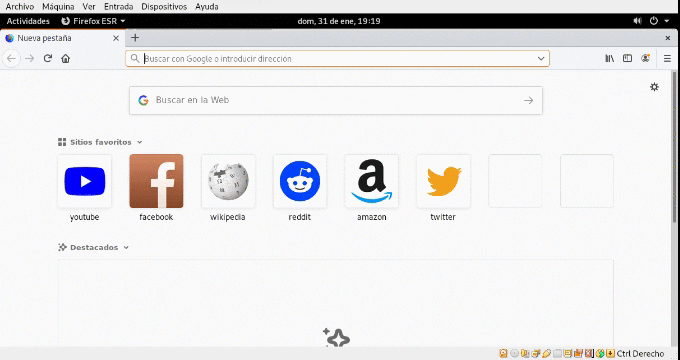 Archivo Máquina Ver Entrada Dispositivos Ayuda
Actividades Firefox ESR dom, 31 de ene, 19:19
Nueva pestaña
Buscar con Google o introducir dirección
Buscar en la Web
Sitios favoritos
youtube facebook wikipedia reddit amazon twitter
Destacados
Ctrl Derecho